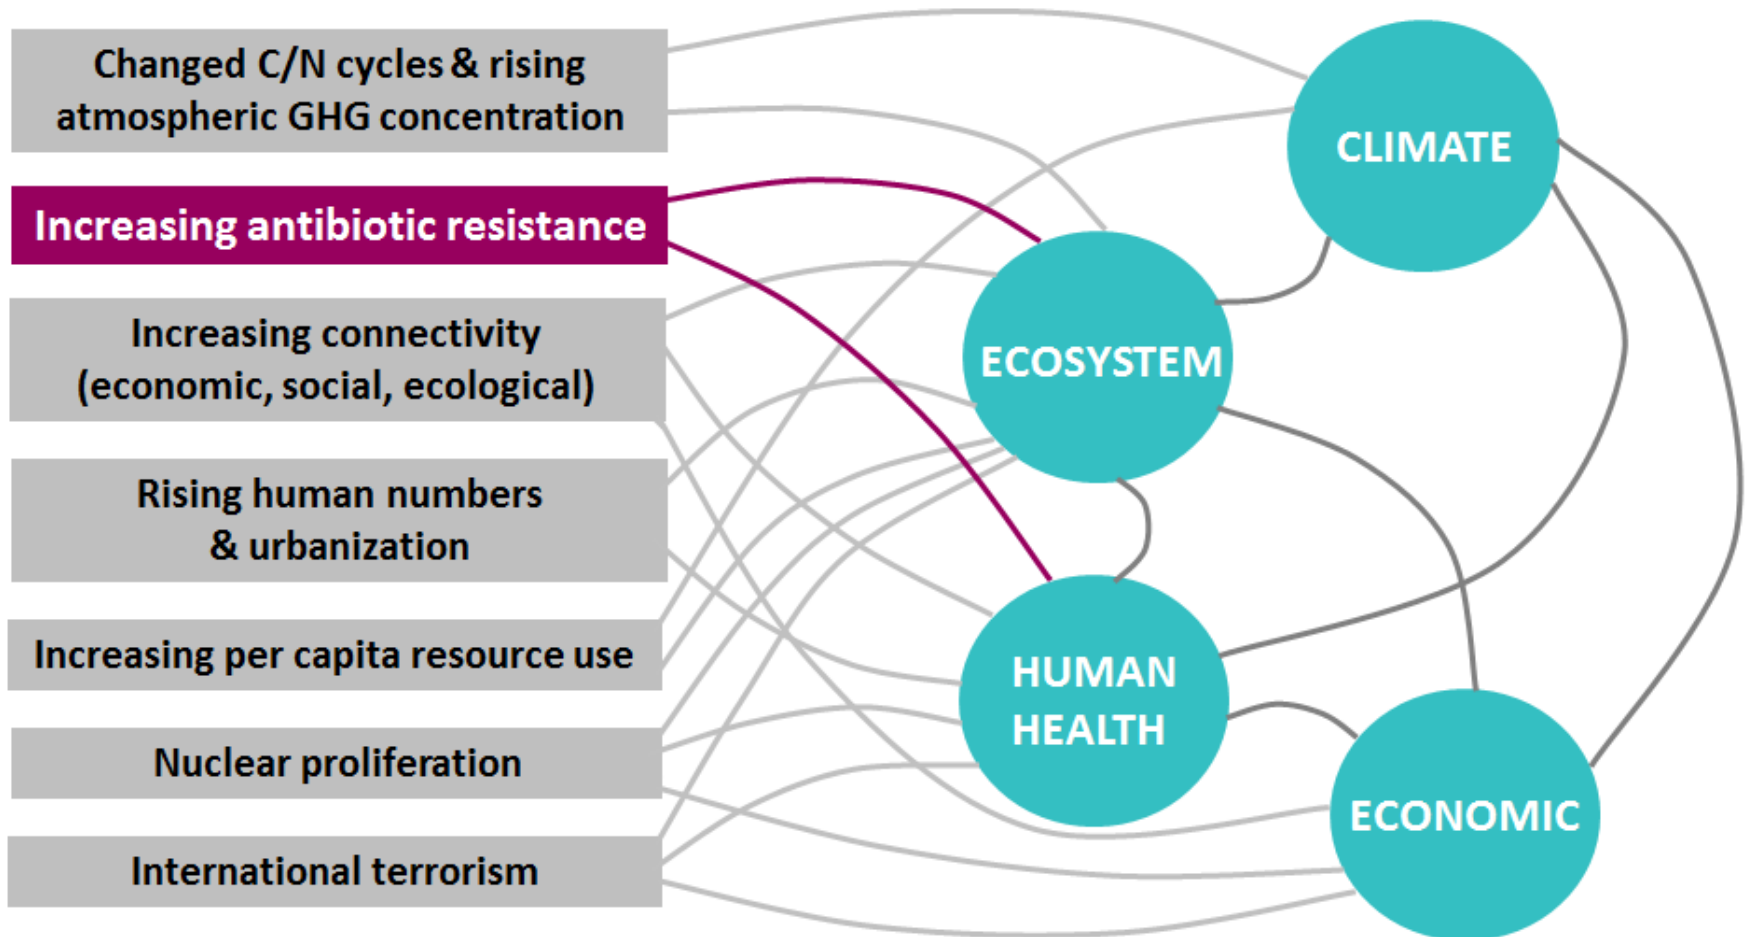 Changed C/N cycles & rising
atmospheric GHG concentration
Increasing antibiotic resistance
Increasing connectivity
(economic, social, ecological)
Rising human numbers
& urbanization
Increasing per capita resource use
Nuclear proliferation
International terrorism
CLIMATE
ECOSYSTEM
HUMAN
HEALTH
ECONOMIC